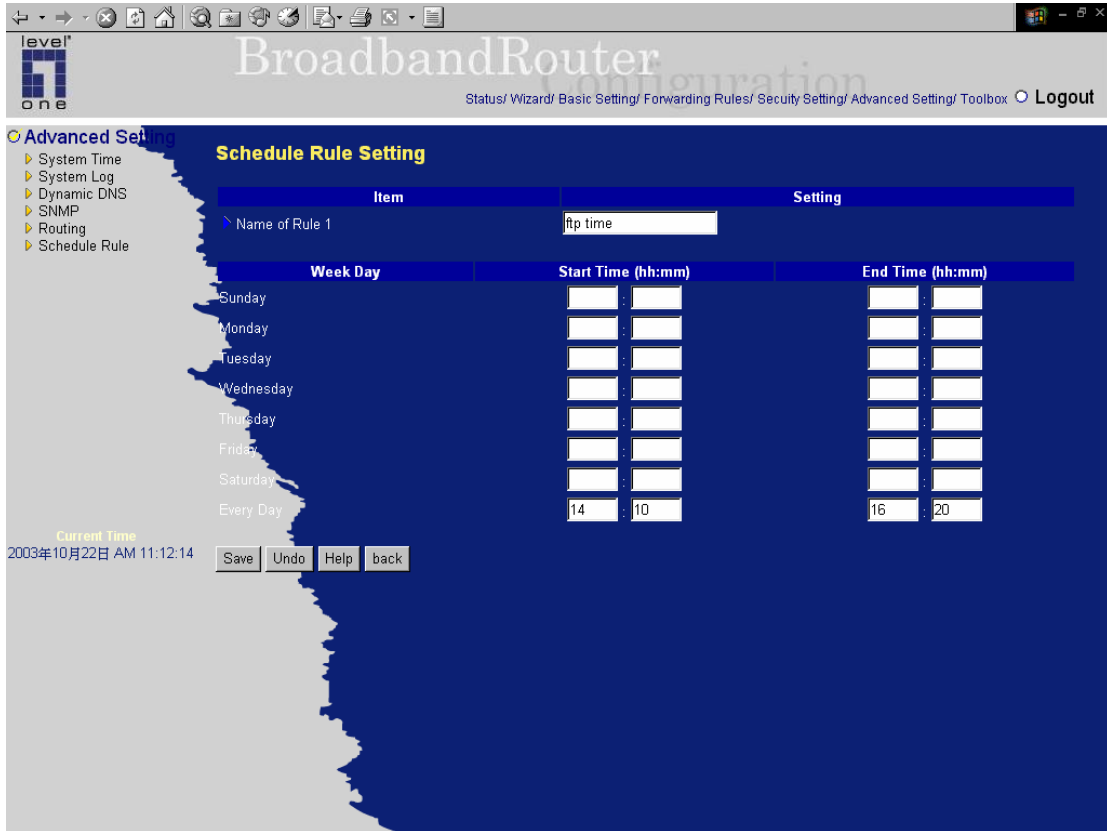 level
one
BroadbandRouter
Configuration
Status/ Wizard/ Basic Setting/ Forwarding Rules/ Secuity Setting/ Advanced Setting/ Toolbox Logout
Advanced Setting
System Time
System Log
Dynamic DNS
SNMP
Routing
Schedule Rule
Current Time
2003年10月22日 AM 11:12:14
Schedule Rule Setting
Item Setting
Name of Rule 1 ftp time
Week Day Start Time (hh:mm) End Time (hh:mm)
Sunday : :
Monday : :
Tuesday : :
Wednesday : :
Thursday : :
Friday : :
Saturday : :
Every Day 14 : 10 16 : 20
Save Undo Help back